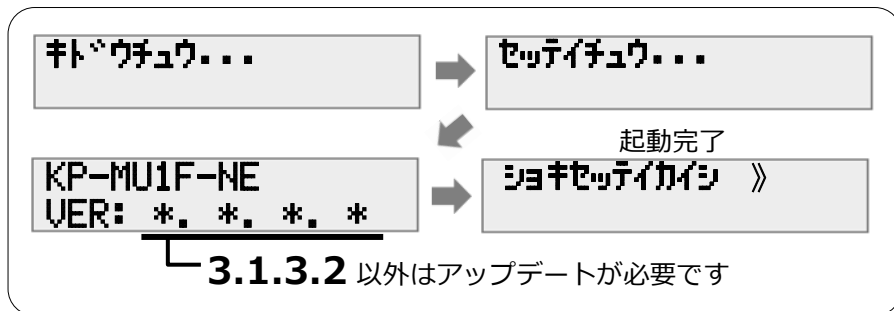 キドウチュウ・・・
セッテイチュウ・・・
KP-MU1F-NE
VER: *. *. *. *
起動完了
ショキセッテイカイシ 》
3.1.3.2 以外はアップデートが必要です